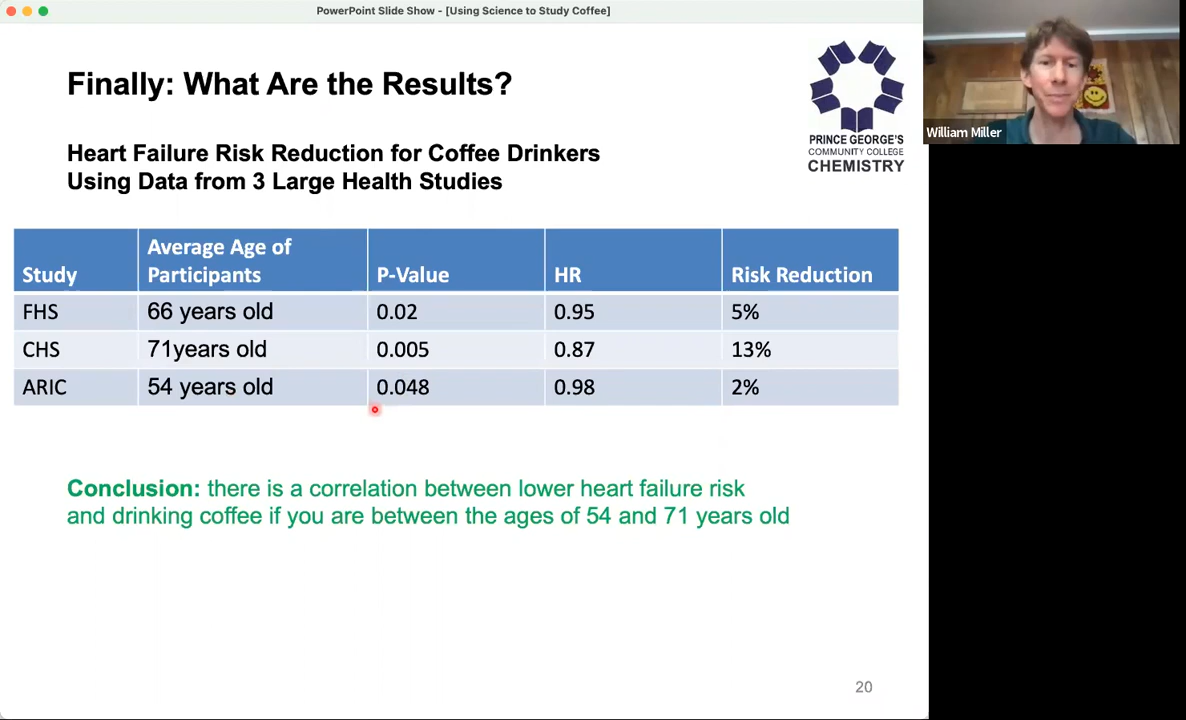 PowerPoint Slide Show - [Using Science to Study Coffee]
Finally: What Are the Results?
PRINCE GEORGE'S
COMMUNITY COLLEGE
CHEMISTRY
William Miller
Heart Failure Risk Reduction for Coffee Drinkers
Using Data from 3 Large Health Studies
Study Average Age of Participants P-Value HR Risk Reduction
FHS 66 years old 0.02 0.95 5%
CHS 71years old 0.005 0.87 13%
ARIC 54 years old 0.048 0.98 2%
Conclusion: there is a correlation between lower heart failure risk
and drinking coffee if you are between the ages of 54 and 71 years old
20